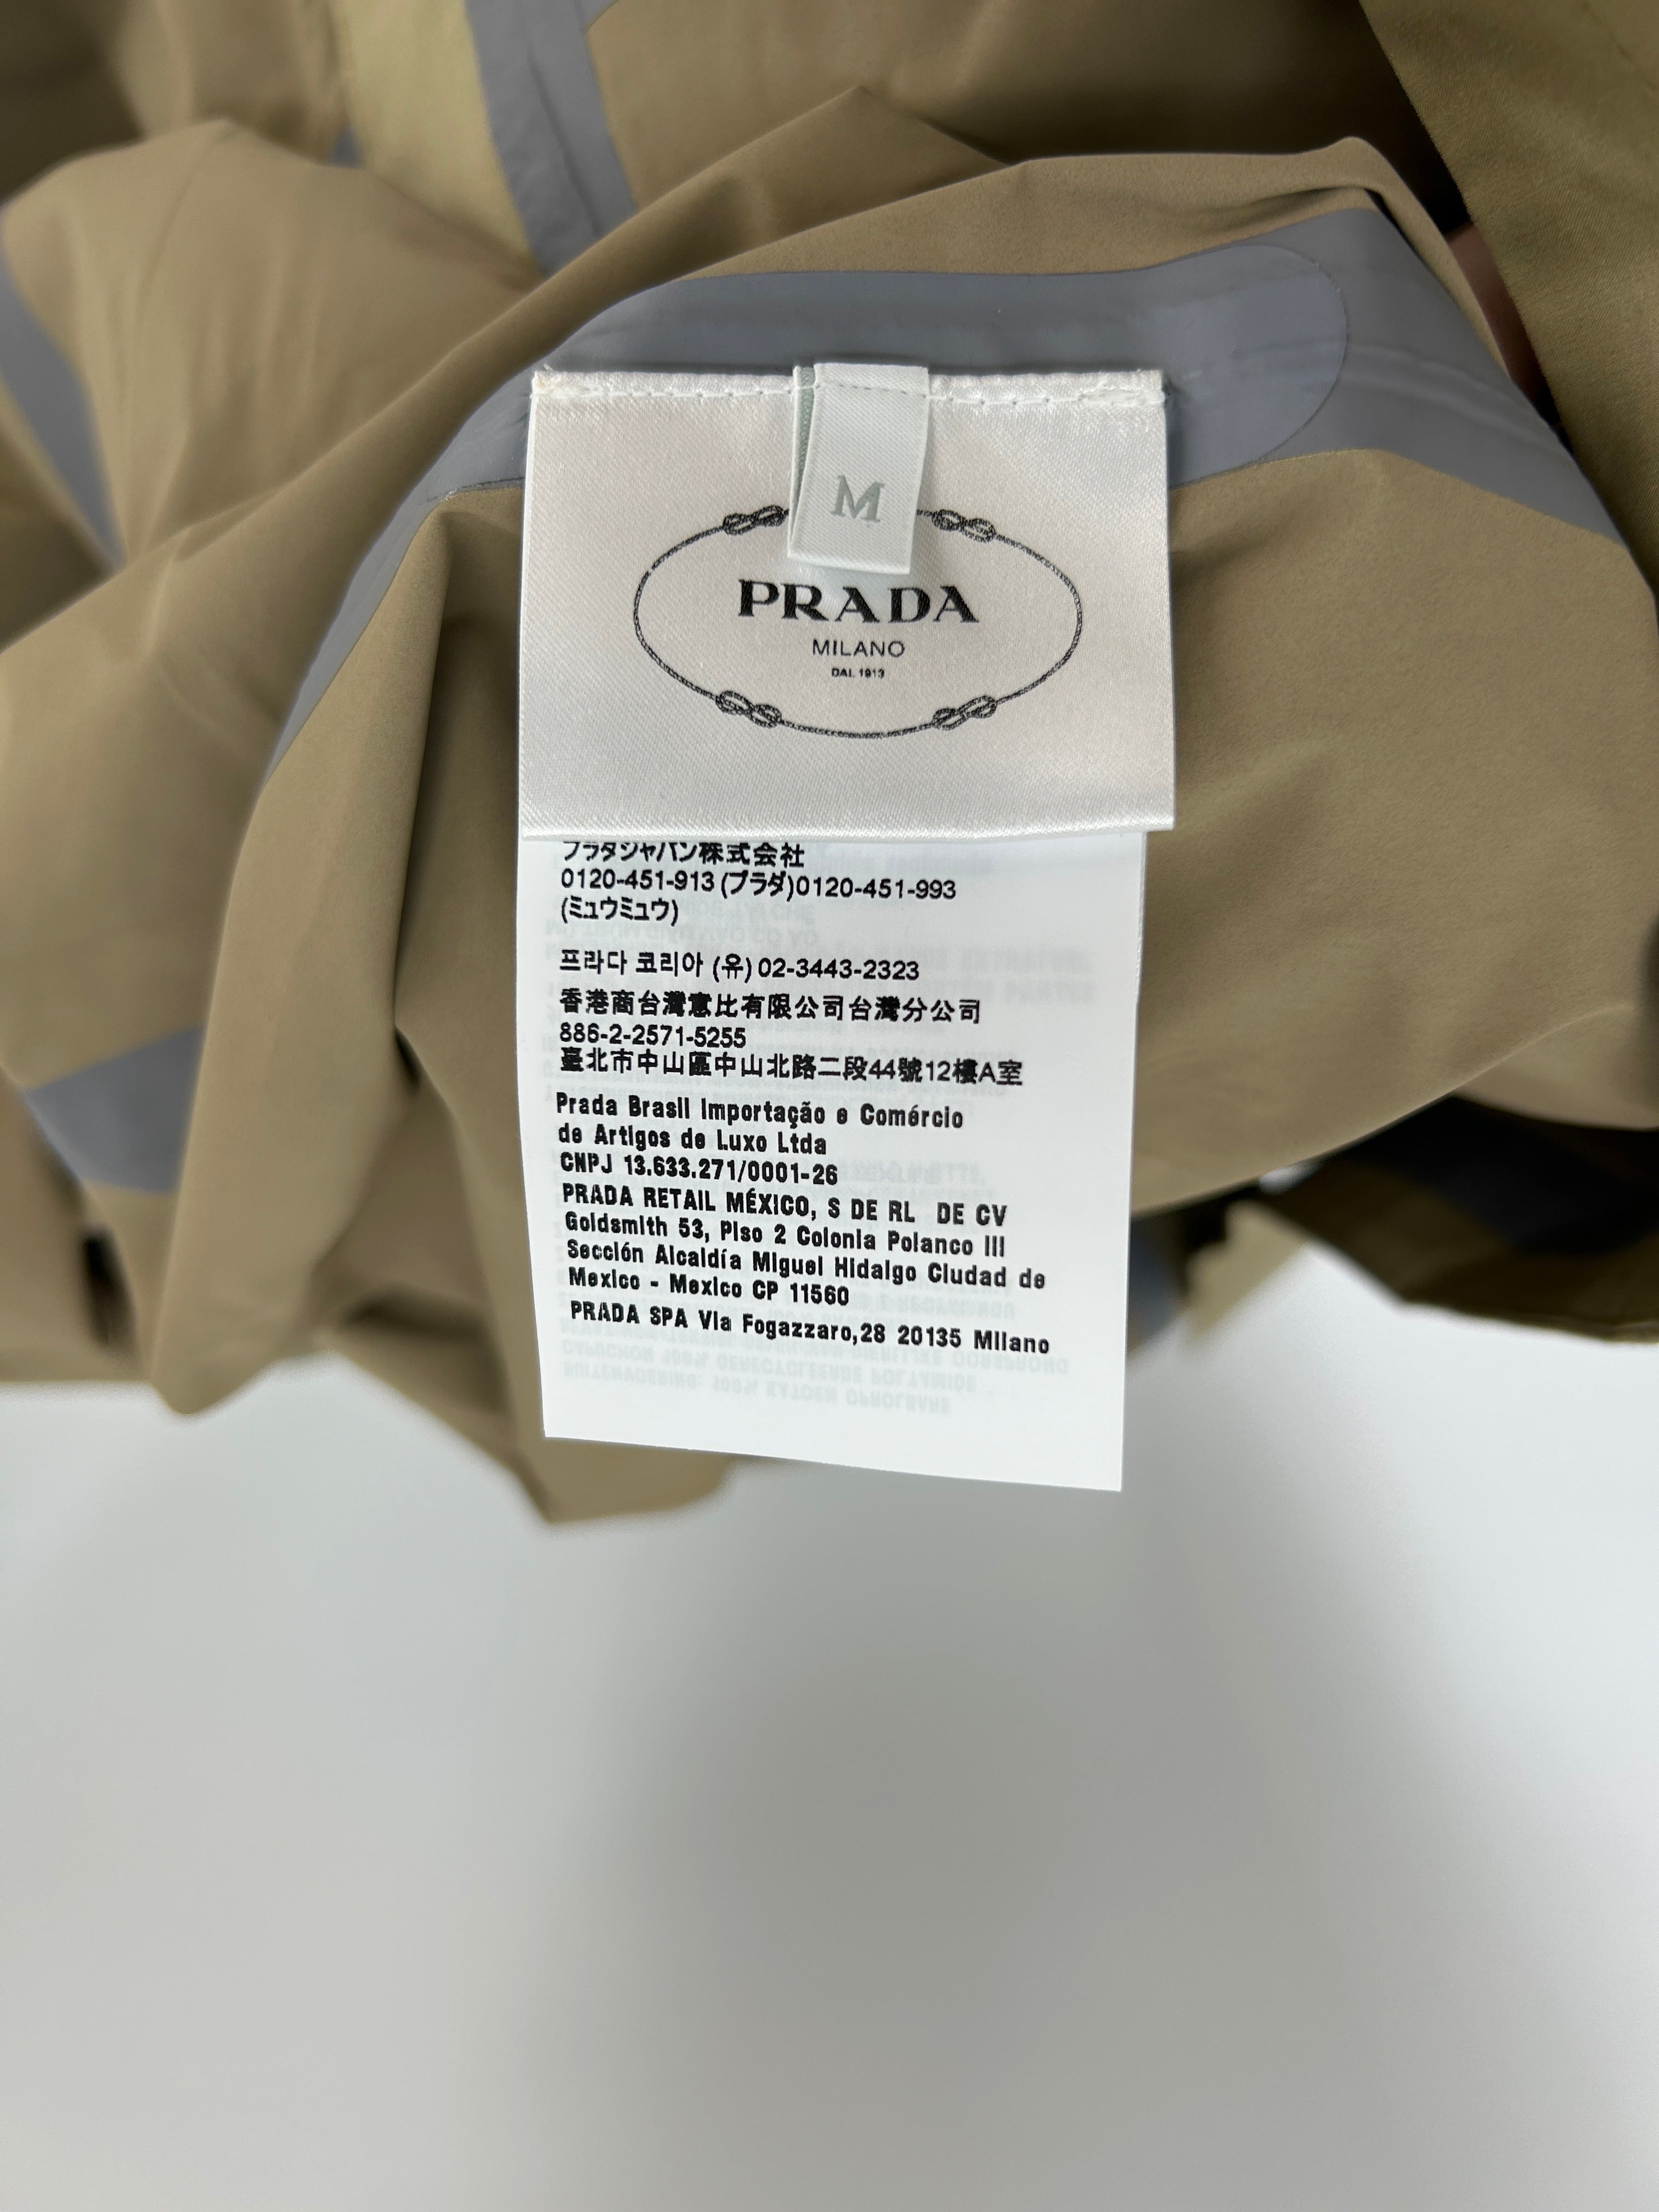 M
PRADA
MILANO
DAL 1913
プラダジャパン株式会社
0120-451-913 (プラダ)0120-451-993
(ミュウミュウ)
프라다 코리아 (유) 02-3443-2323
香港商台灣意比有限公司台灣分公司
886-2-2571-5255
臺北市中山區中山北路二段44號12樓A室
Prada Brasil Importação e Comércio
de Artigos de Luxo Ltda
CNPJ 13.633.271/0001-26
PRADA RETAIL MÉXICO, S DE RL DE CV
Goldsmith 53, Piso 2 Colonia Polanco III
Sección Alcaldía Miguel Hidalgo Ciudad de
Mexico - Mexico CP 11560
PRADA SPA Via Fogazzaro,28 20135 Milano